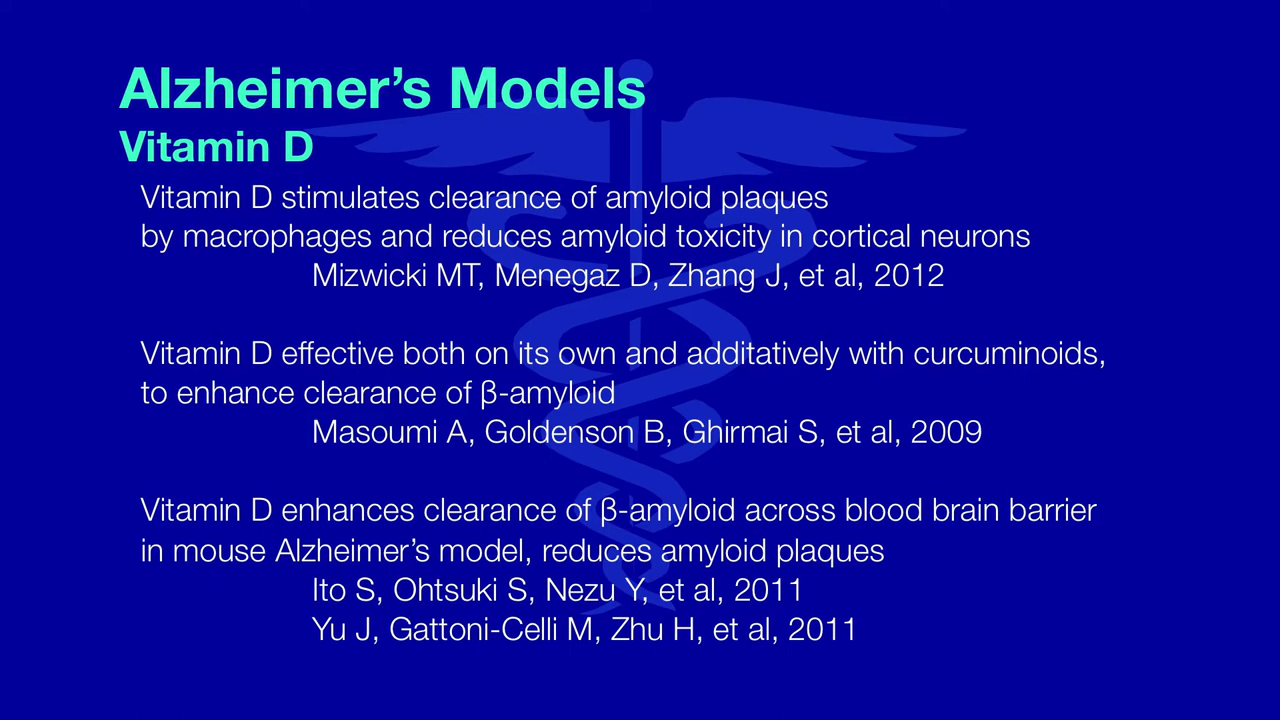 Alzheimer’s Models
Vitamin D
Vitamin D stimulates clearance of amyloid plaques
by macrophages and reduces amyloid toxicity in cortical neurons
Mizwicki MT, Menegaz D, Zhang J, et al, 2012
Vitamin D effective both on its own and additatively with curcuminoids,
to enhance clearance of β-amyloid
Masoumi A, Goldenson B, Ghirmai S, et al, 2009
Vitamin D enhances clearance of β-amyloid across blood brain barrier
in mouse Alzheimer’s model, reduces amyloid plaques
Ito S, Ohtsuki S, Nezu Y, et al, 2011
Yu J, Gattoni-Celli M, Zhu H, et al, 2011